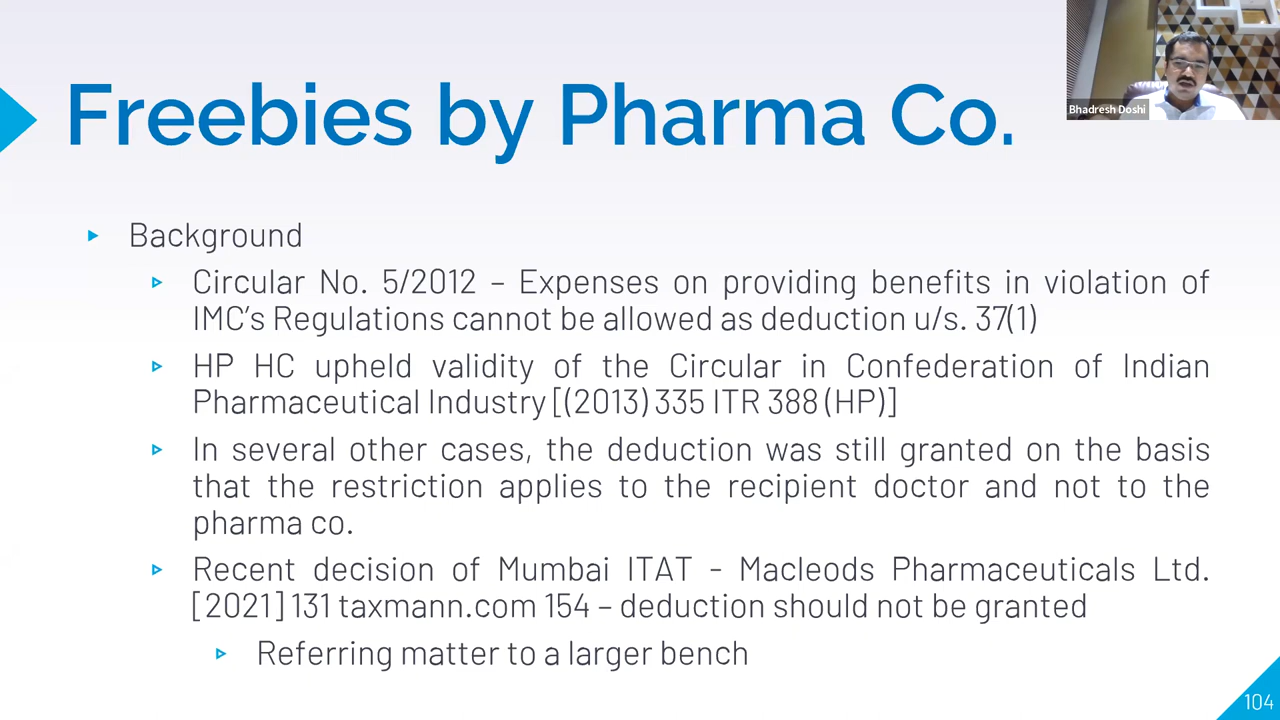 Bhadresh Doshi
Freebies by Pharma Co.
Background
Circular No. 5/2012 – Expenses on providing benefits in violation of
IMC's Regulations cannot be allowed as deduction u/s. 37(1)
HP HC upheld validity of the Circular in Confederation of Indian
Pharmaceutical Industry [(2013) 335 ITR 388 (HP)]
In several other cases, the deduction was still granted on the basis
that the restriction applies to the recipient doctor and not to the
pharma co.
Recent decision of Mumbai ITAT - Macleods Pharmaceuticals Ltd.
[2021] 131 taxmann.com 154 – deduction should not be granted
Referring matter to a larger bench
104